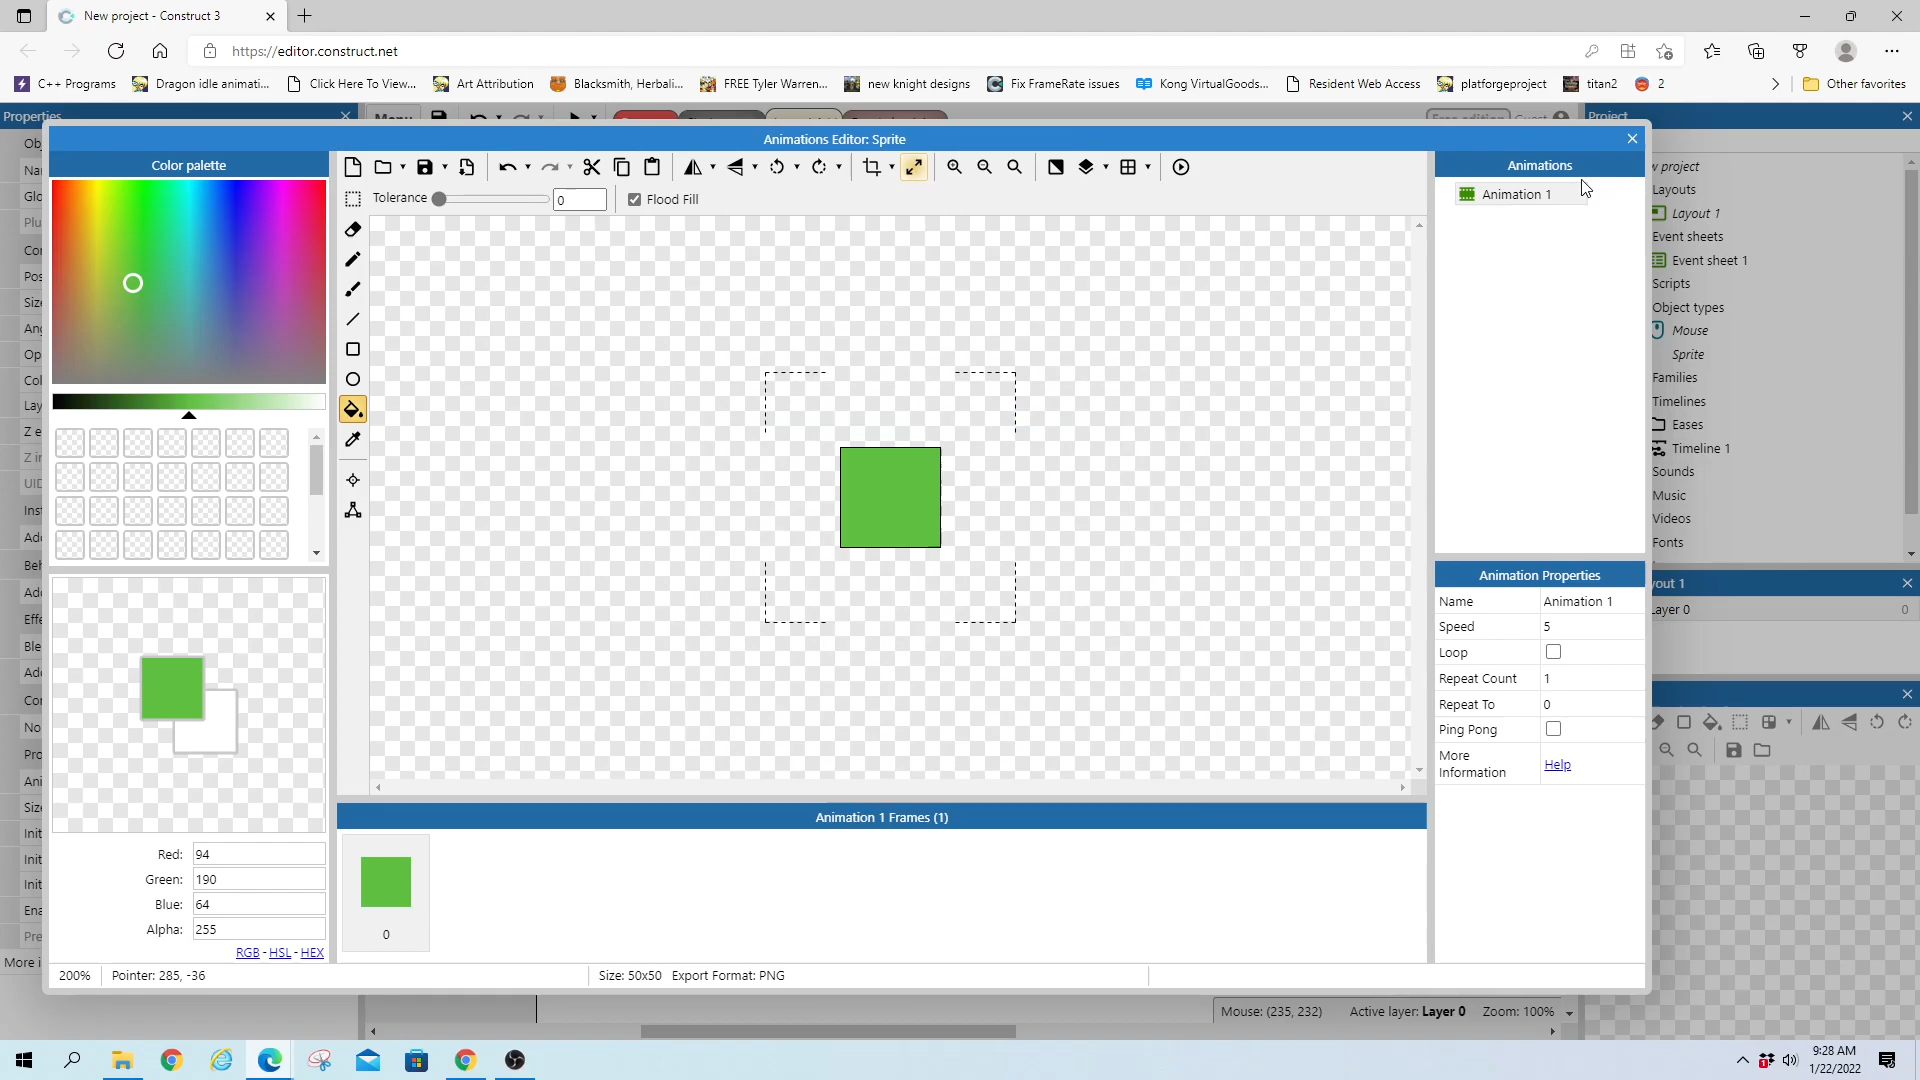 New project - Construct 3
https://editor.construct.net
C++ Programs
Dragon idle animati...
Click Here To View...
Art Attribution
Blacksmith, Herbali...
FREE Tyler Warren...
new knight designs
Fix FrameRate issues
Kong VirtualGoods...
Resident Web Access
platforgeproject
titan2
2
Other favorites
Properties
Menu
Free edition
Guest
Project
Animations Editor: Sprite
Color palette
Tolerance
0
Flood Fill
Animations
Animation 1
Layouts
Layout 1
Event sheets
Event sheet 1
Scripts
Object types
Mouse
Sprite
Families
Timelines
Eases
Timeline 1
Sounds
Music
Videos
Fonts
Animation Properties
Name Animation 1
Speed 5
Loop
Repeat Count 1
Repeat To 0
Ping Pong
More Information Help
0
Animation 1 Frames (1)
0
Red: 94
Green: 190
Blue: 64
Alpha: 255
RGB - HSL - HEX
200% Pointer: 285, -36
Size: 50x50 Export Format: PNG
More i
Mouse: (235, 232) Active layer: Layer 0 Zoom: 100%
9:28 AM
1/22/2022